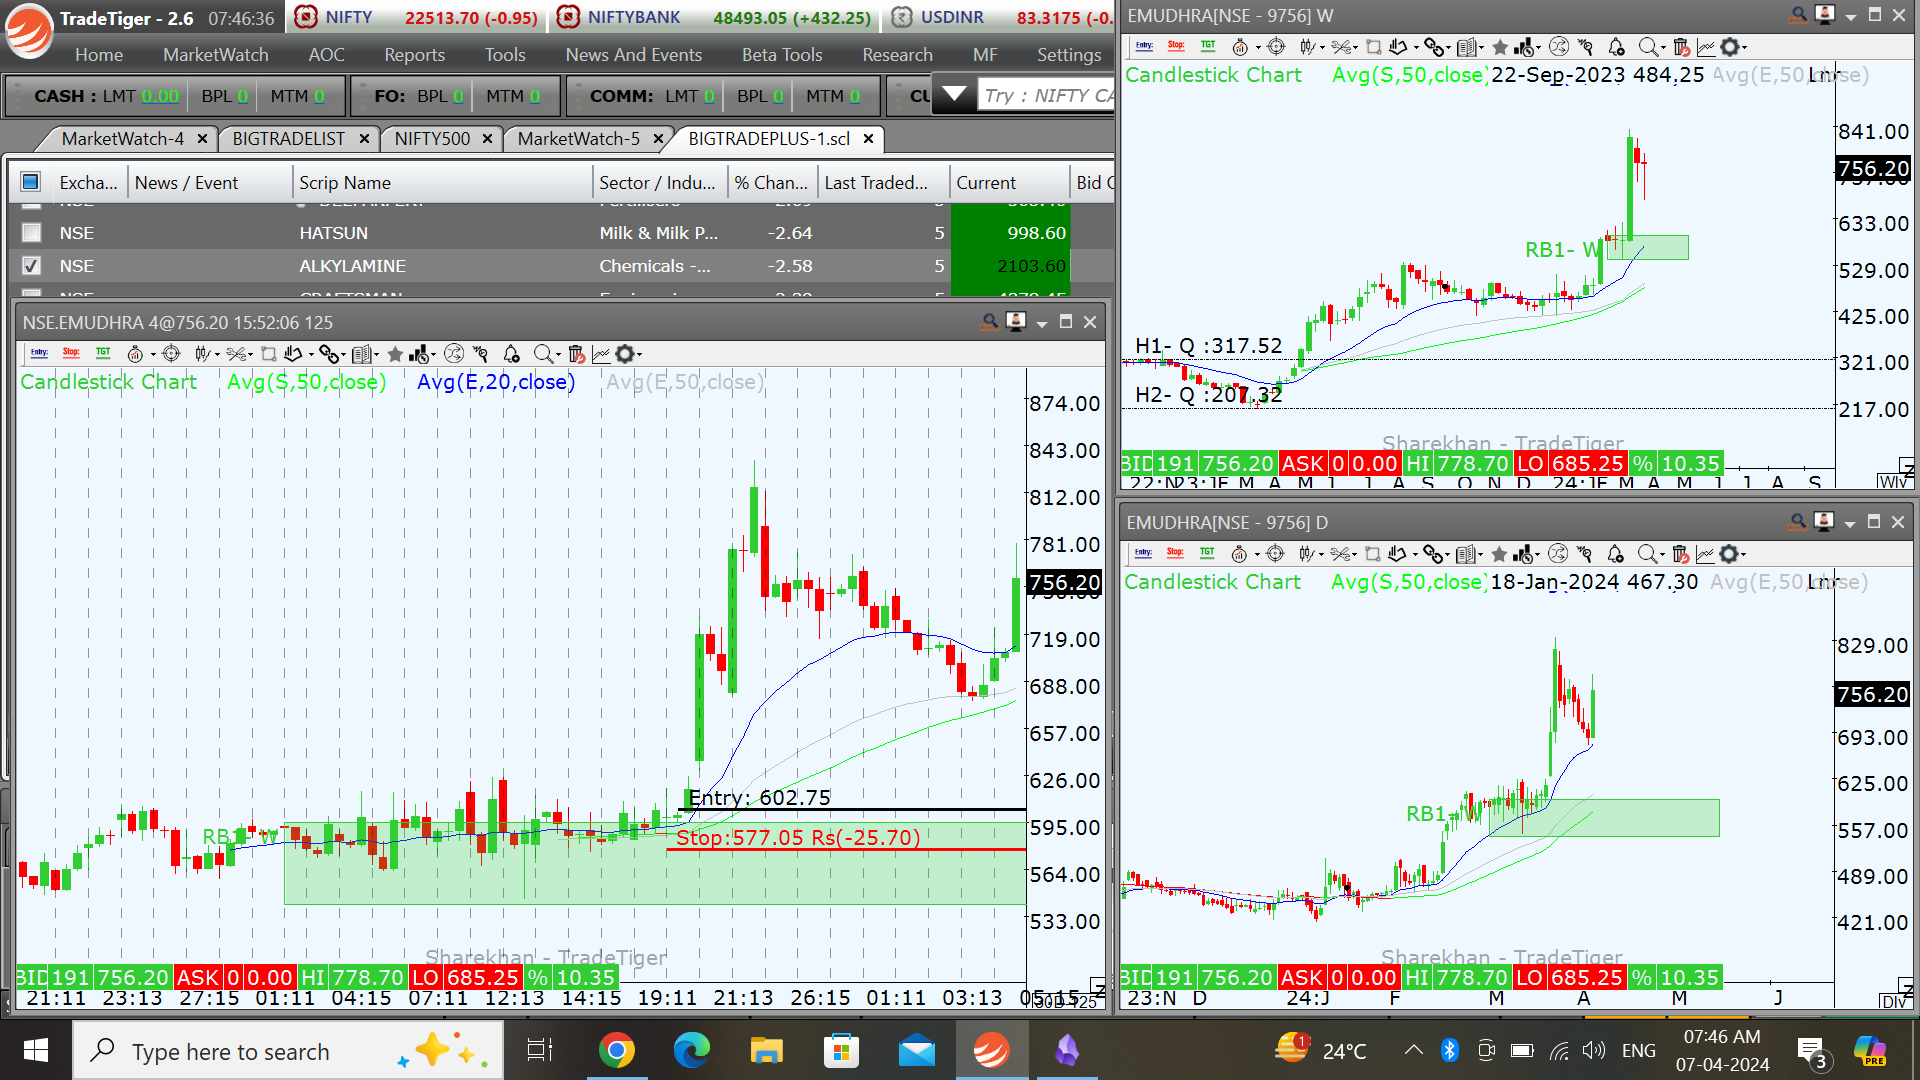 TradeTiger - 2.6 07:46:36
NIFTY 22513.70 (-0.95)
NIFTYBANK 48493.05 (+432.25)
USDINR 83.3175 (-0.
Home MarketWatch AOC Reports Tools News And Events Beta Tools Research MF Settings
CASH : LMT 0.00 BPL 0 MTM 0
FO: BPL 0 MTM 0
COMM: LMT 0 BPL 0 MTM 0
Try : NIFTY CA
MarketWatch-4 BIGTRADELIST NIFTY500 MarketWatch-5 BIGTRADEPLUS-1.scl
Excha... News / Event Scrip Name Sector / Indu... % Chan... Last Traded... Current Bid
NSE HATSUN Milk & Milk P... -2.64 5 998.60
NSE ALKYLAMINE Chemicals -... -2.58 5 2103.60
NSE.EMUDHRA 4@756.20 15:52:06 125
Entry: Stop: TGT
Candlestick Chart Avg(S,50,close) Avg(E,20,close) Avg(E,50,close)
874.00
843.00
812.00
781.00
756.20
719.00
688.00
657.00
626.00
595.00
564.00
533.00
Entry: 602.75
RB1- W
Stop:577.05 Rs(-25.70)
Sharekhan - TradeTiger
BID 191 756.20 ASK 0 0.00 HI 778.70 LO 685.25 % 10.35
21:11 23:13 27:15 01:11 04:15 07:11 12:13 14:15 19:11 21:13 26:15 01:11 03:13 05:15
EMUDHRA[NSE - 9756] W
Entry: Stop: TGT
Candlestick Chart Avg(S,50,close) 22-Sep-2023 484.25
841.00
756.20
633.00
529.00
425.00
321.00
217.00
RB1- W
H1- Q :317.52
H2- Q :207.32
Sharekhan - TradeTiger
BID 191 756.20 ASK 0 0.00 HI 778.70 LO 685.25 % 10.35
Wlv
EMUDHRA[NSE - 9756] D
Entry: Stop: TGT
Candlestick Chart Avg(S,50,close) 18-Jan-2024 467.30
829.00
756.20
693.00
625.00
557.00
489.00
421.00
RB1- W
Sharekhan - TradeTiger
BID 191 756.20 ASK 0 0.00 HI 778.70 LO 685.25 % 10.35
23:N D 24:J F M A M J
Dlv
Type here to search
1
24°C
ENG
07:46 AM
07-04-2024
3
PRE